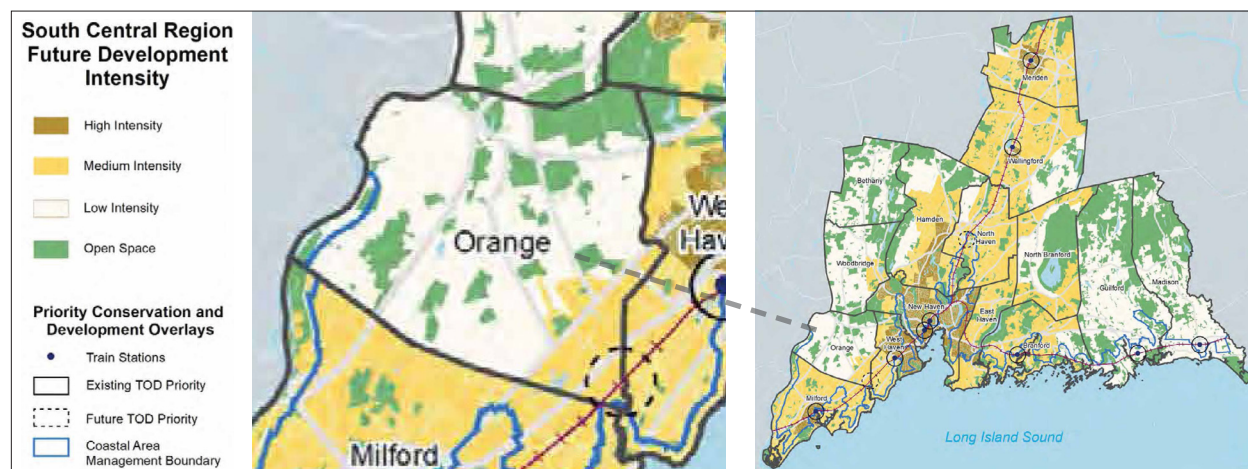 South Central Region
Future Development
Intensity
High Intensity
Medium Intensity
Low Intensity
Open Space
Priority Conservation and
Development Overlays
Train Stations
Existing TOD Priority
Future TOD Priority
Coastal Area
Management Boundary
Orange
We
Hav
Milford
Meriden
Wallingford
Bethany
Hamden
North
Haven
Woodbridge
North Branford
Guilford
Madison
New Haven
East
Haven
Orange
West
Haven
Branford
Milford
Long Island Sound